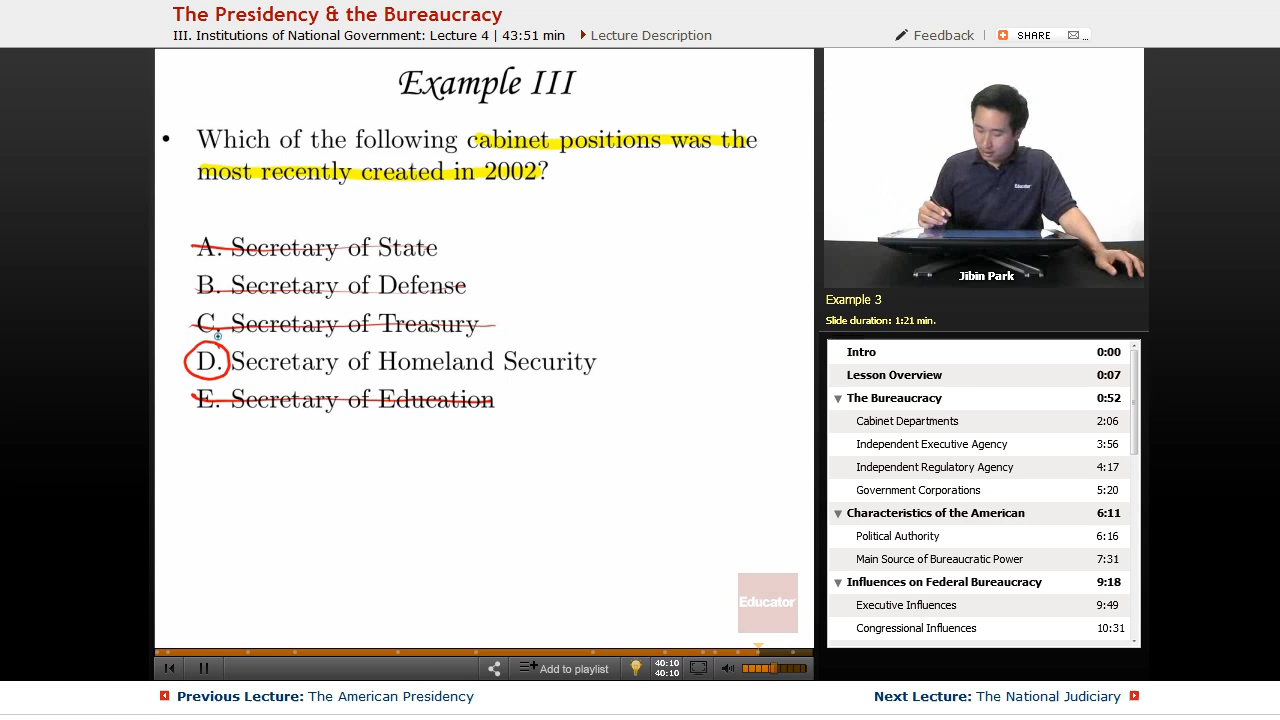 The Presidency & the Bureaucracy
III. Institutions of National Government: Lecture 4 | 43:51 min
Lecture Description
Feedback
SHARE
Example III
• Which of the following cabinet positions was the
most recently created in 2002?
A. Secretary of State
B. Secretary of Defense
C. Secretary of Treasury
D. Secretary of Homeland Security
E. Secretary of Education
Educator
Educator
Jibin Park
Example 3
Slide duration: 1:21 min.
Intro 0:00
Lesson Overview 0:07
The Bureaucracy 0:52
Cabinet Departments 2:06
Independent Executive Agency 3:56
Independent Regulatory Agency 4:17
Government Corporations 5:20
Characteristics of the American 6:11
Political Authority 6:16
Main Source of Bureaucratic Power 7:31
Influences on Federal Bureaucracy 9:18
Executive Influences 9:49
Congressional Influences 10:31
Add to playlist
40:10
40:10
Previous Lecture: The American Presidency
Next Lecture: The National Judiciary